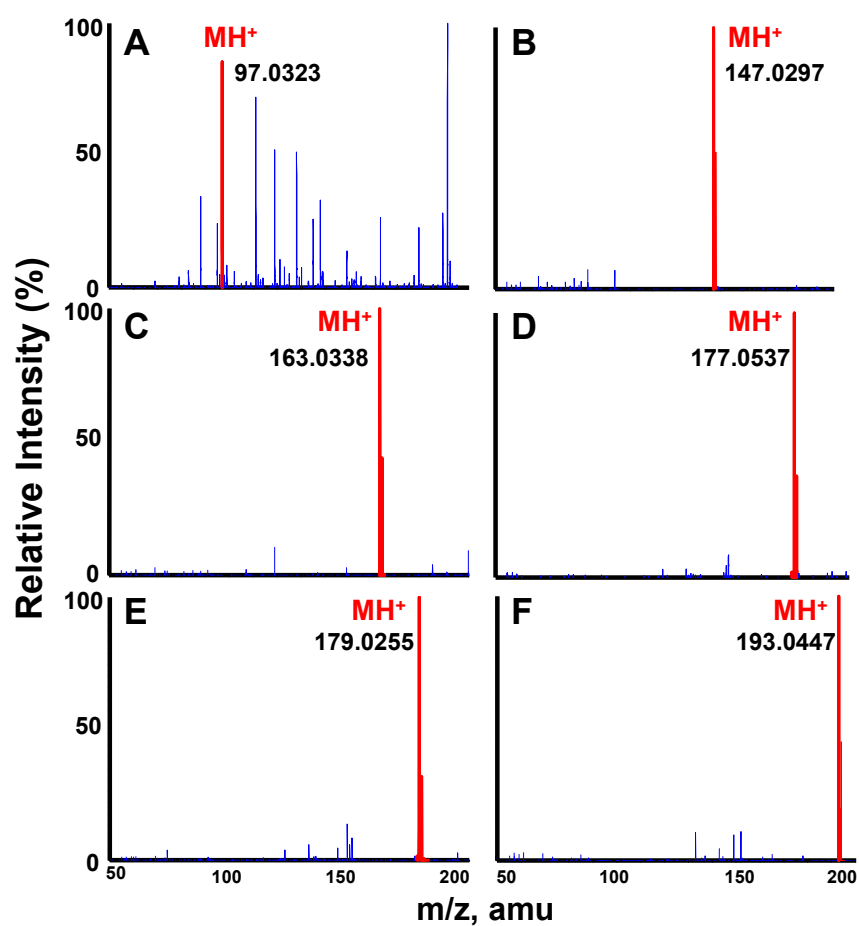 100
A
MH⁺
97.0323
50
0
B
MH⁺
147.0297
100
C
MH⁺
163.0338
50
0
D
MH⁺
177.0537
100
E
MH⁺
179.0255
50
0
F
MH⁺
193.0447
50 100 150 200
50 100 150 200
m/z, amu
Relative Intensity (%)